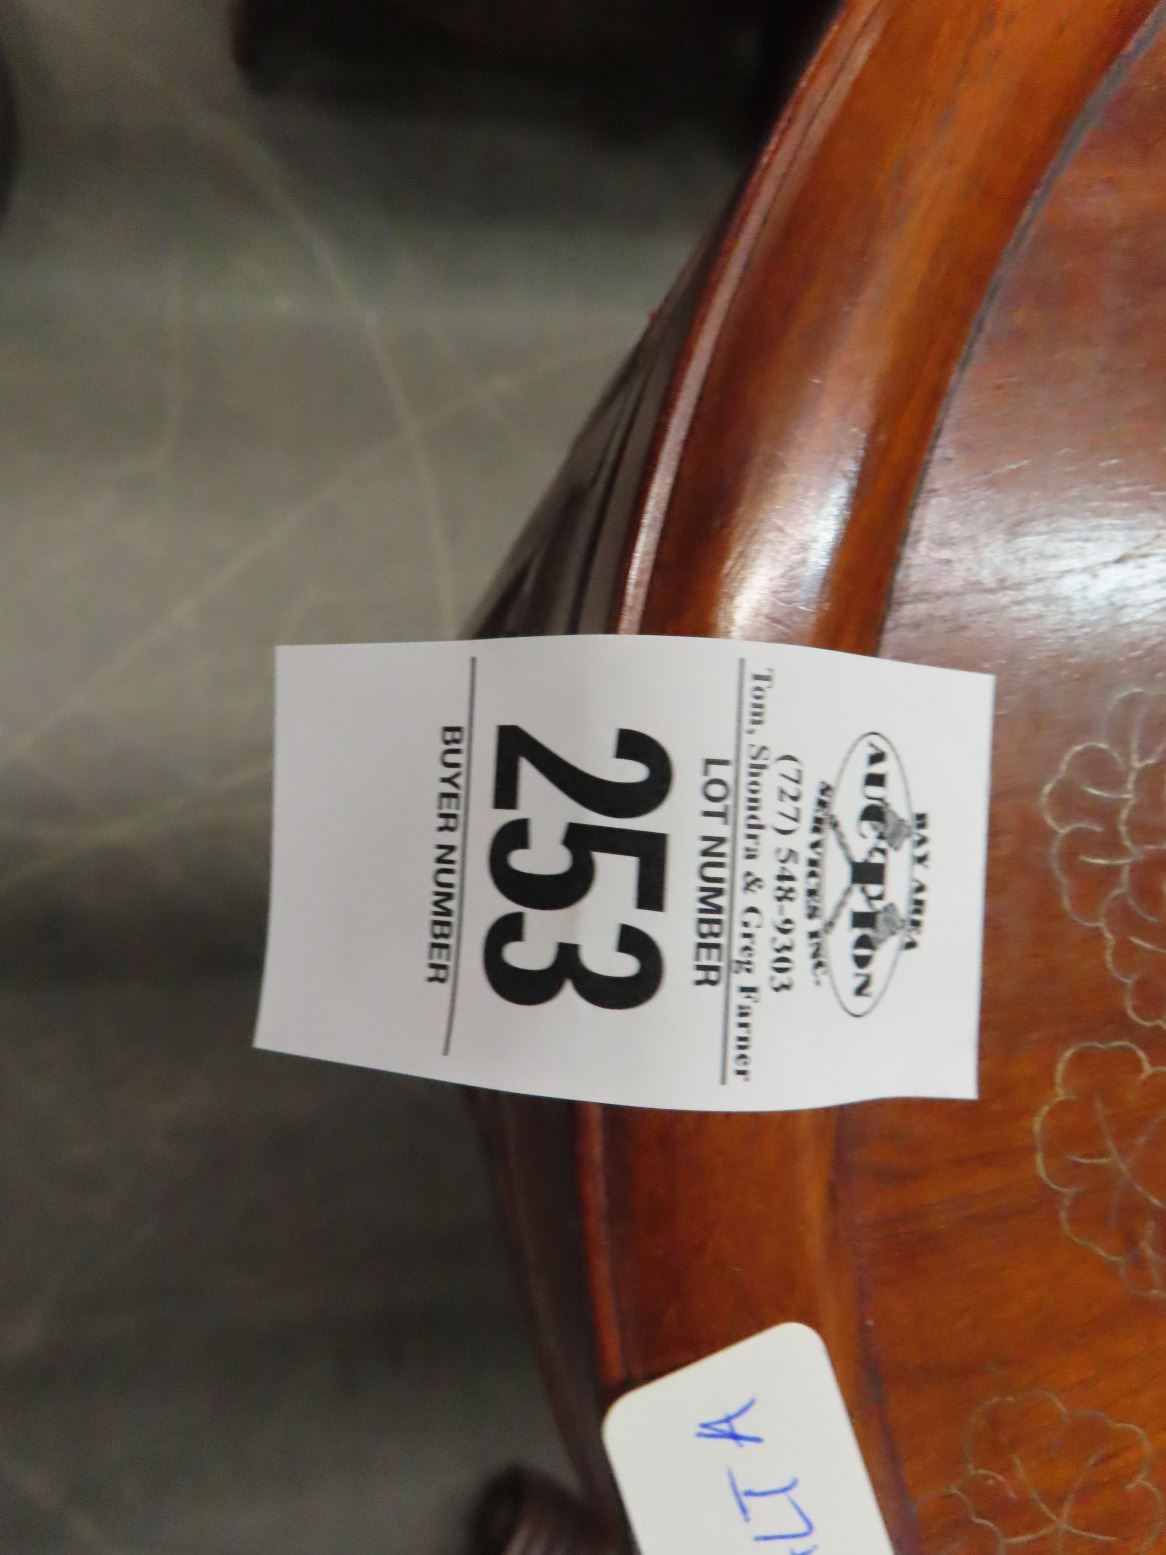 BAY AREA
AUCTION
SERVICES INC.
(727) 548-9303
Tom, Shondra & Greg Farner
LOT NUMBER
253
BUYER NUMBER
A